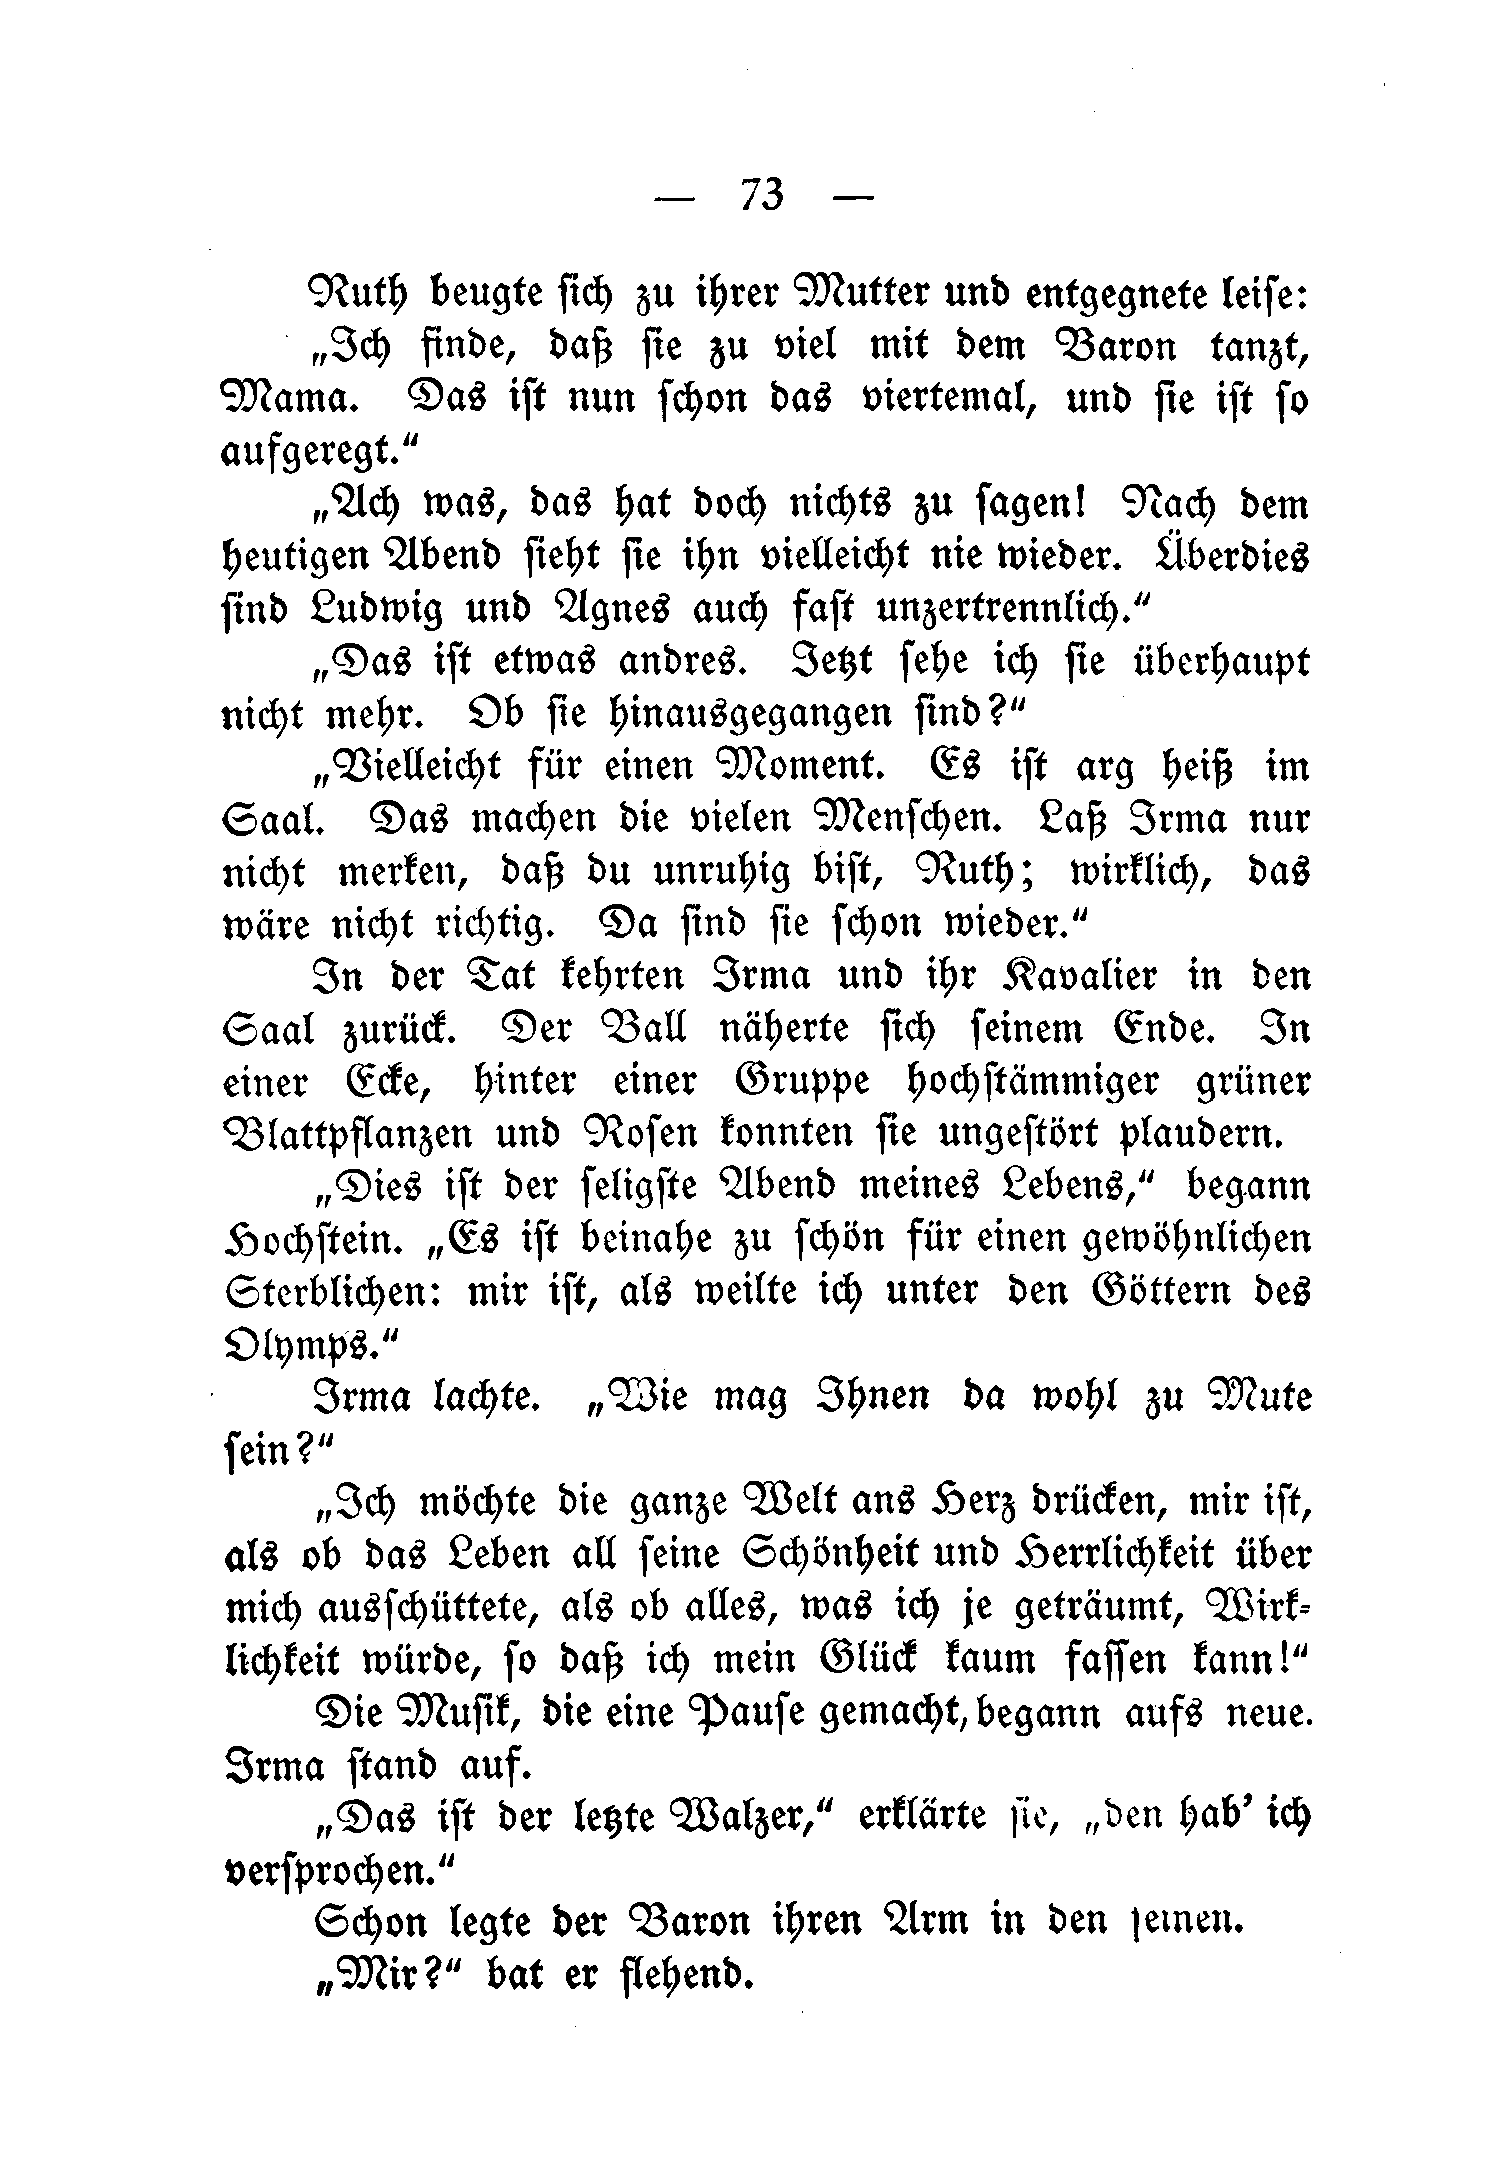 — 73 —
Ruth beugte sich zu ihrer Mutter und entgegnete leise:
„Ich finde, daß sie zu viel mit dem Baron tanzt,
Mama. Das ist nun schon das viertemal, und sie ist so
aufgeregt.“
„Ach was, das hat doch nichts zu sagen! Nach dem
heutigen Abend sieht sie ihn vielleicht nie wieder. Überdies
sind Ludwig und Agnes auch fast unzertrennlich.“
„Das ist etwas andres. Jetzt sehe ich sie überhaupt
nicht mehr. Ob sie hinausgegangen sind?“
„Vielleicht für einen Moment. Es ist arg heiß im
Saal. Das machen die vielen Menschen. Laß Irma nur
nicht merken, daß du unruhig bist, Ruth; wirklich, das
wäre nicht richtig. Da sind sie schon wieder.“
In der Tat kehrten Irma und ihr Kavalier in den
Saal zurück. Der Ball näherte sich seinem Ende. In
einer Ecke, hinter einer Gruppe hochstämmiger grüner
Blattpflanzen und Rosen konnten sie ungestört plaudern.
„Dies ist der seligste Abend meines Lebens,“ begann
Hochstein. „Es ist beinahe zu schön für einen gewöhnlichen
Sterblichen: mir ist, als weilte ich unter den Göttern des
Olymps.“
Irma lachte. „Wie mag Ihnen da wohl zu Mute
sein?“
„Ich möchte die ganze Welt ans Herz drücken, mir ist,
als ob das Leben all seine Schönheit und Herrlichkeit über
mich ausschüttete, als ob alles, was ich je geträumt, Wirk-
lichkeit würde, so daß ich mein Glück kaum fassen kann!“
Die Musik, die eine Pause gemacht, begann aufs neue.
Irma stand auf.
„Das ist der letzte Walzer,“ erklärte sie, „den hab’ ich
versprochen.“
Schon legte der Baron ihren Arm in den seinen.
„Mir?“ bat er flehend.